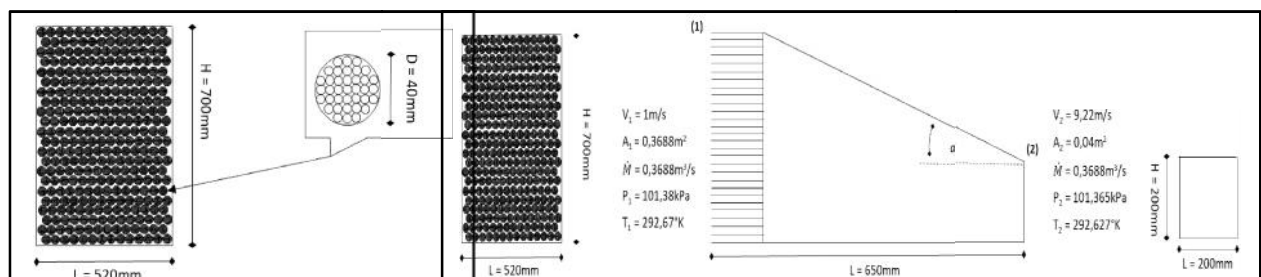 H = 700mm
L = 520mm
D = 40mm
H = 700mm
L = 520mm
(1)
V₁ = 1m/s
A₁ = 0,3688m²
Ṁ = 0,3688m³/s
P₁ = 101,38kPa
T₁ = 292,67°K
α
(2)
L = 650mm
V₂ = 9,22m/s
A₂ = 0,04m²
Ṁ = 0,3688m³/s
P₂ = 101,365kPa
T₂ = 292,627°K
H = 200mm
L = 200mm